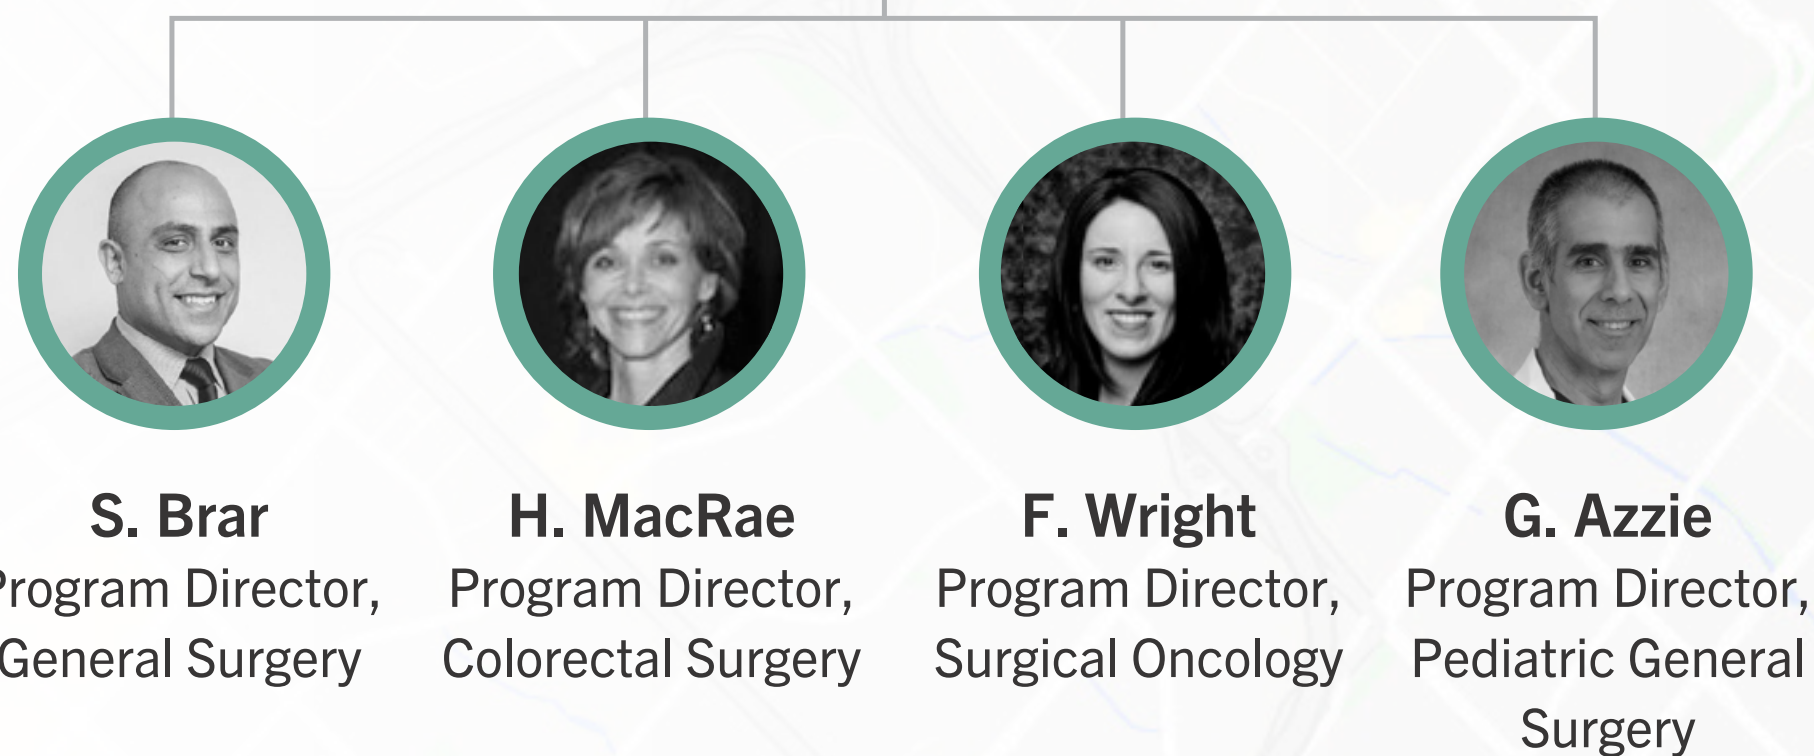 S. Brar
Program Director,
General Surgery
H. MacRae
Program Director,
Colorectal Surgery
F. Wright
Program Director,
Surgical Oncology
G. Azzie
Program Director,
Pediatric General
Surgery